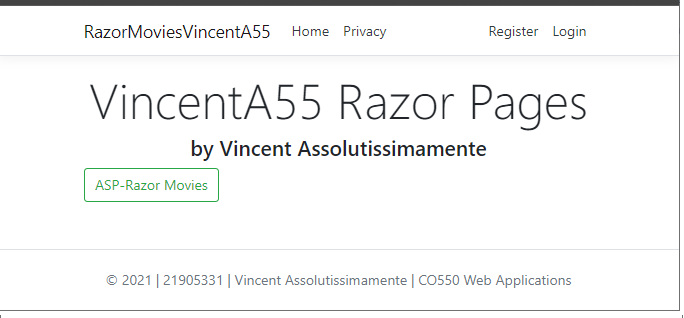 RazorMoviesVincentA55 Home Privacy Register Login
VincentA55 Razor Pages
by Vincent Assolutissimamente
ASP-Razor Movies
© 2021 | 21905331 | Vincent Assolutissimamente | CO550 Web Applications